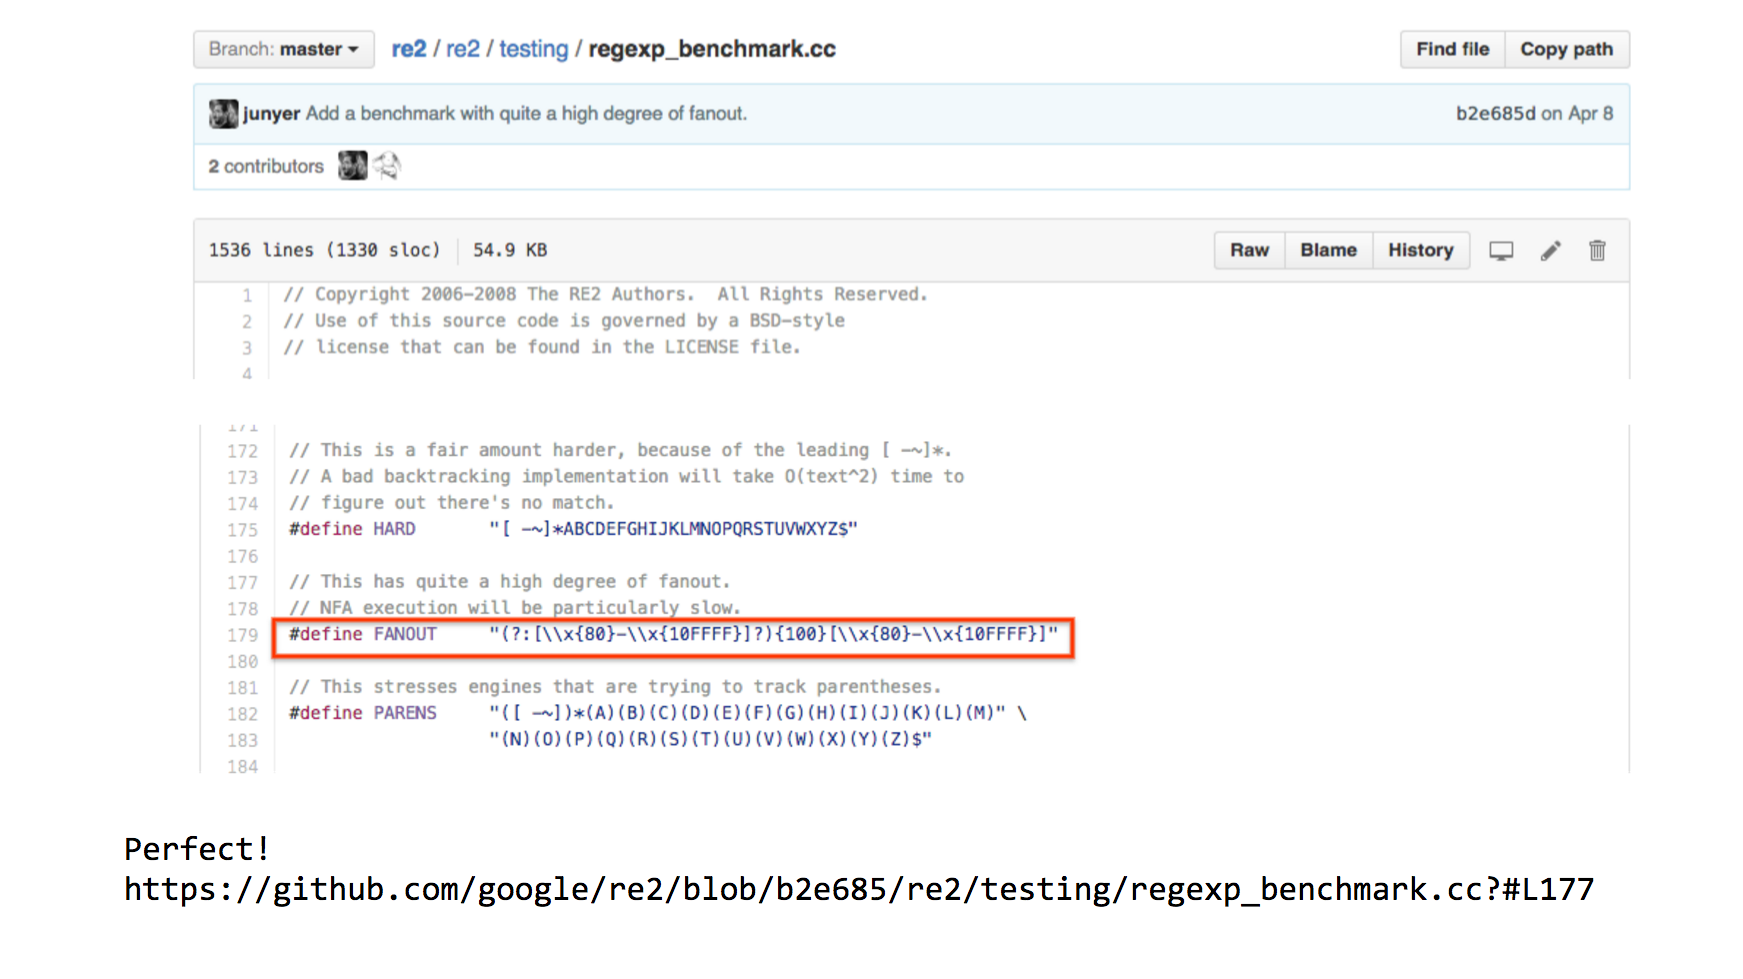 Branch: master
re2 / re2 / testing / regexp_benchmark.cc
Find file
Copy path
junyer Add a benchmark with quite a high degree of fanout.
b2e685d on Apr 8
2 contributors
1536 lines (1330 sloc) 54.9 KB
Raw
Blame
History
1 // Copyright 2006-2008 The RE2 Authors.  All Rights Reserved.
2 // Use of this source code is governed by a BSD-style
3 // license that can be found in the LICENSE file.
4
171
172 // This is a fair amount harder, because of the leading [ -~]*.
173 // A bad backtracking implementation will take O(text^2) time to
174 // figure out there's no match.
175 #define HARD     "[ -~]*ABCDEFGHIJKLMNOPQRSTUVWXYZ$"
176
177 // This has quite a high degree of fanout.
178 // NFA execution will be particularly slow.
179 #define FANOUT     "(?:[\\x{80}-\\x{10FFFF}]?){100}[\\x{80}-\\x{10FFFF}]"
180
181 // This stresses engines that are trying to track parentheses.
182 #define PARENS     "([ -~])*(A)(B)(C)(D)(E)(F)(G)(H)(I)(J)(K)(L)(M)" \
183     "(N)(O)(P)(Q)(R)(S)(T)(U)(V)(W)(X)(Y)(Z)$"
184
Perfect!
https://github.com/google/re2/blob/b2e685/re2/testing/regexp_benchmark.cc?#L177